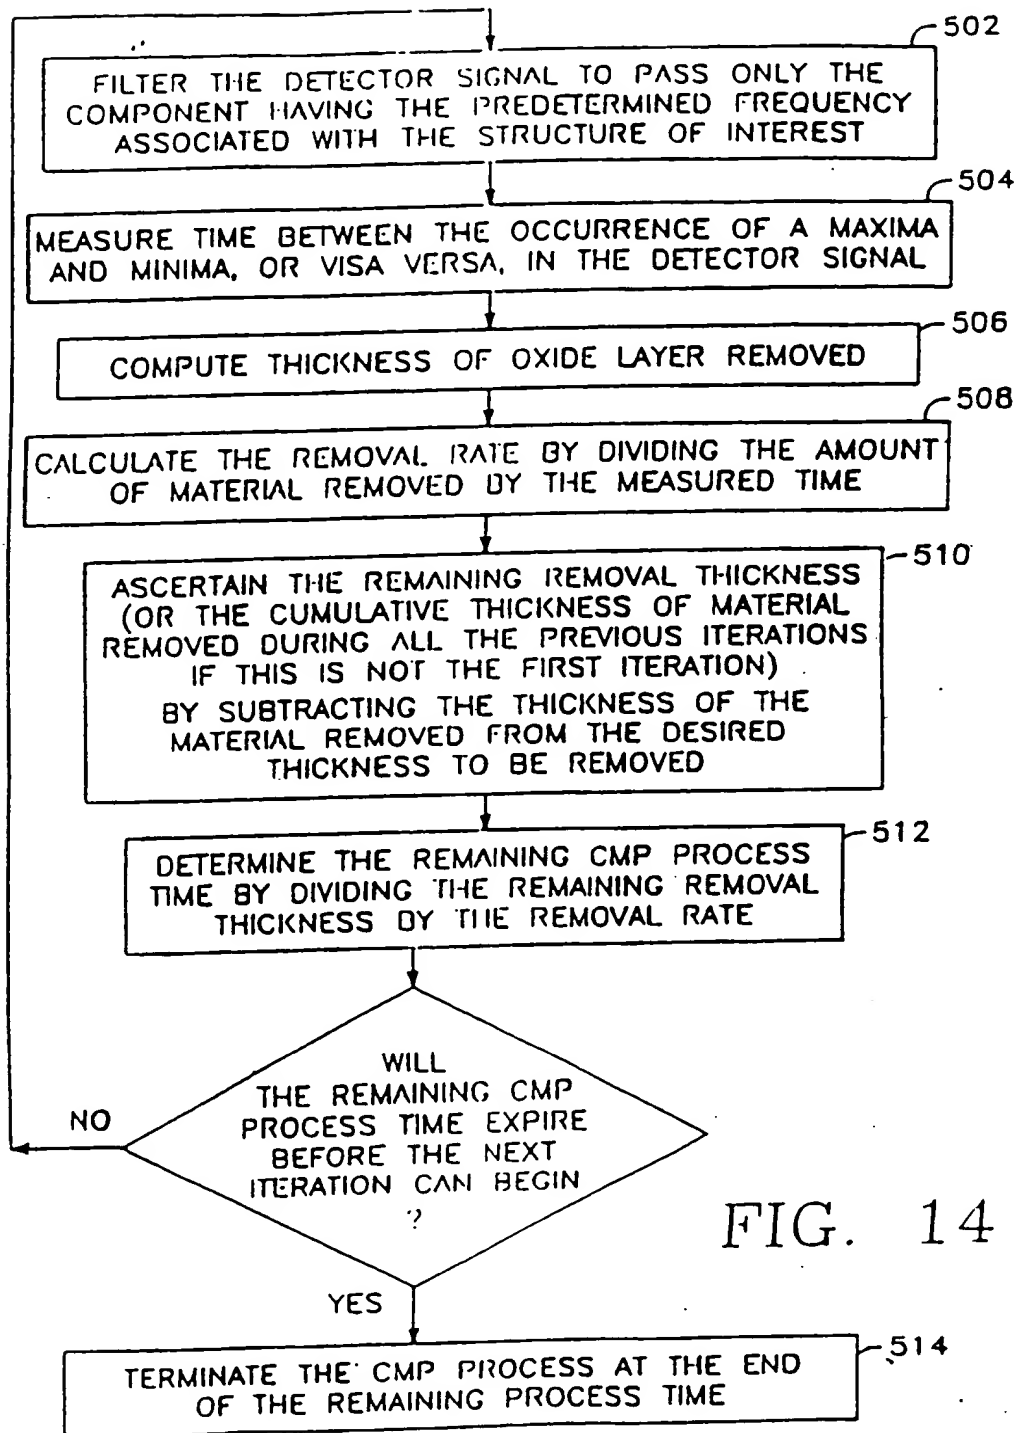 502
FILTER THE DETECTOR SIGNAL TO PASS ONLY THE
COMPONENT HAVING THE PREDETERMINED FREQUENCY
ASSOCIATED WITH THE STRUCTURE OF INTEREST
504
MEASURE TIME BETWEEN THE OCCURRENCE OF A MAXIMA
AND MINIMA, OR VISA VERSA, IN THE DETECTOR SIGNAL
506
COMPUTE THICKNESS OF OXIDE LAYER REMOVED
508
CALCULATE THE REMOVAL RATE BY DIVIDING THE AMOUNT
OF MATERIAL REMOVED BY THE MEASURED TIME
510
ASCERTAIN THE REMAINING REMOVAL THICKNESS
(OR THE CUMULATIVE THICKNESS OF MATERIAL
REMOVED DURING ALL THE PREVIOUS ITERATIONS
IF THIS IS NOT THE FIRST ITERATION)
BY SUBTRACTING THE THICKNESS OF THE
MATERIAL REMOVED FROM THE DESIRED
THICKNESS TO BE REMOVED
512
DETERMINE THE REMAINING CMP PROCESS
TIME BY DIVIDING THE REMAINING REMOVAL
THICKNESS BY THE REMOVAL RATE
WILL
THE REMAINING CMP
PROCESS TIME EXPIRE
BEFORE THE NEXT
ITERATION CAN BEGIN
?
NO
YES
FIG. 14
514
TERMINATE THE CMP PROCESS AT THE END
OF THE REMAINING PROCESS TIME